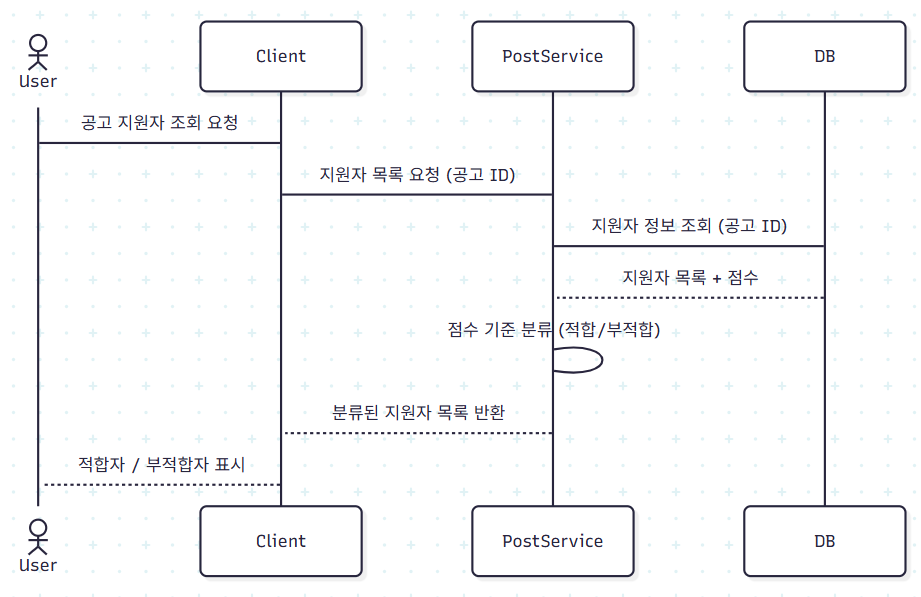 User
Client
PostService
DB
공고 지원자 조회 요청
지원자 목록 요청 (공고 ID)
지원자 정보 조회 (공고 ID)
지원자 목록 + 점수
점수 기준 분류 (적합/부적합)
분류된 지원자 목록 반환
적합자 / 부적합자 표시
User
Client
PostService
DB